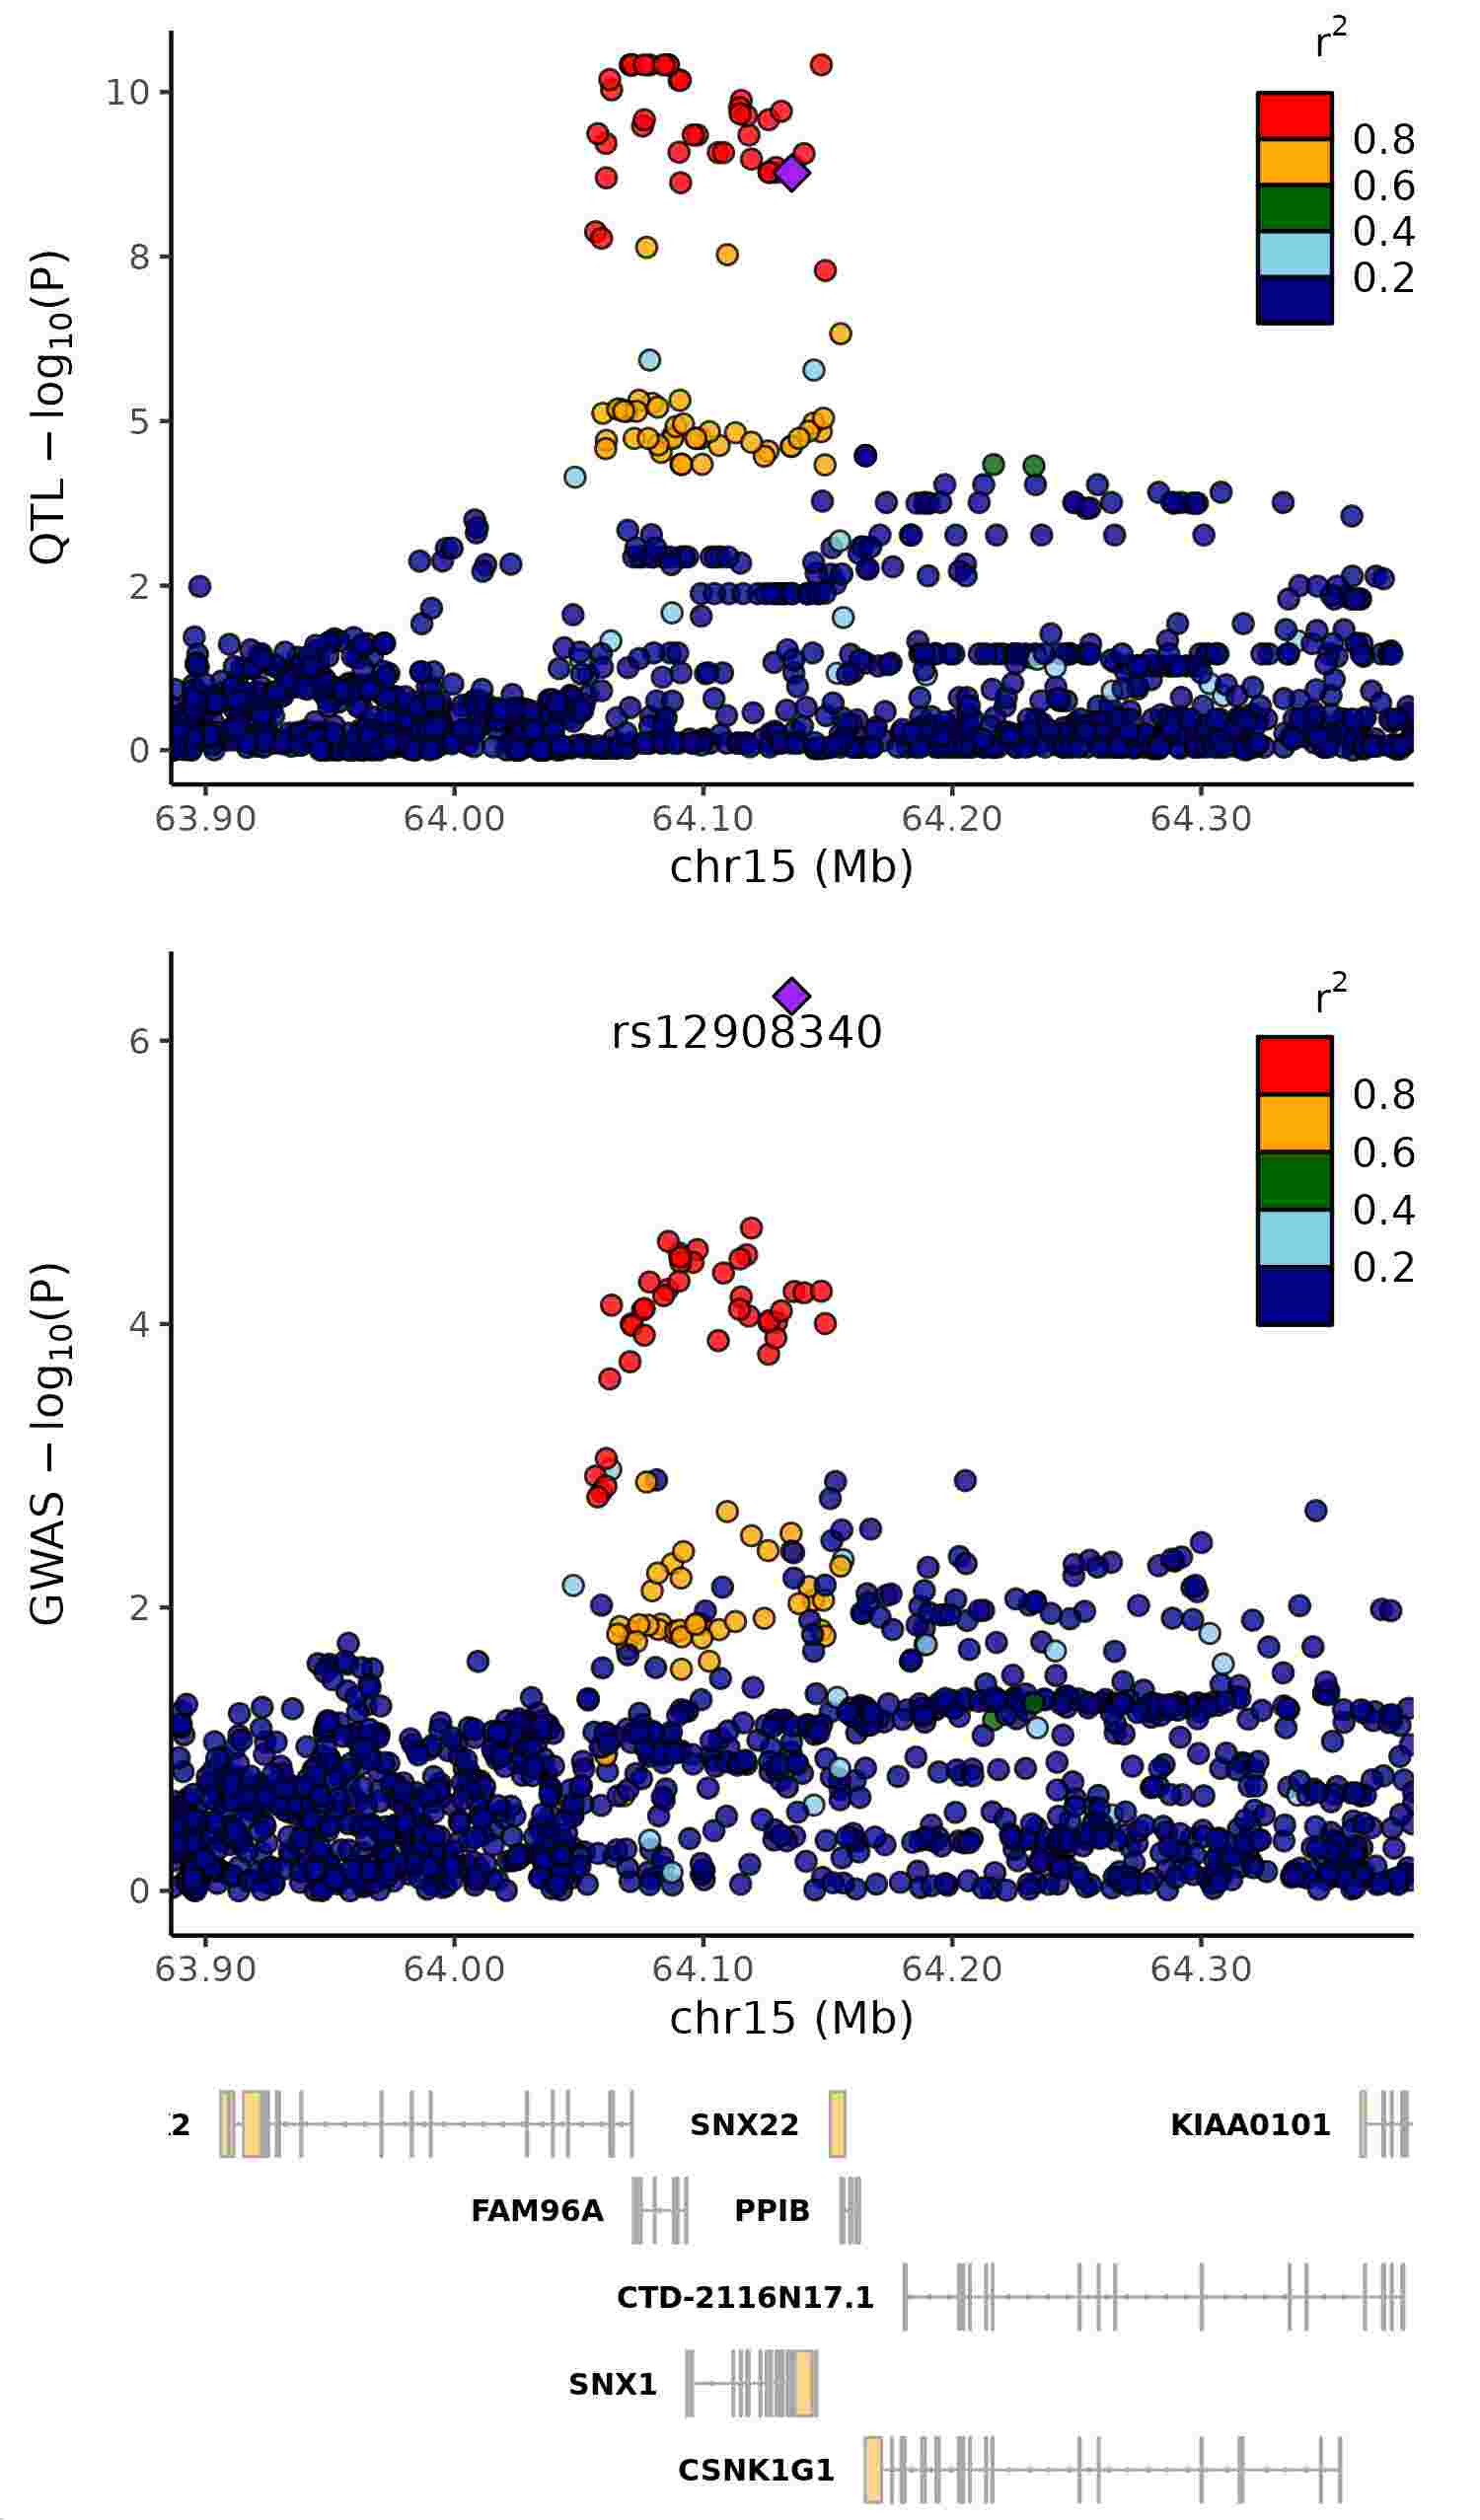 r2
10
8
5
2
0
0.8
0.6
0.4
0.2
QTL − log10(P)
63.90 64.00 64.10 64.20 64.30
chr15 (Mb)
rs12908340
r2
6
4
2
0
0.8
0.6
0.4
0.2
GWAS − log10(P)
63.90 64.00 64.10 64.20 64.30
chr15 (Mb)
2 SNX22 KIAA0101
FAM96A PPIB
CTD-2116N17.1
SNX1
CSNK1G1